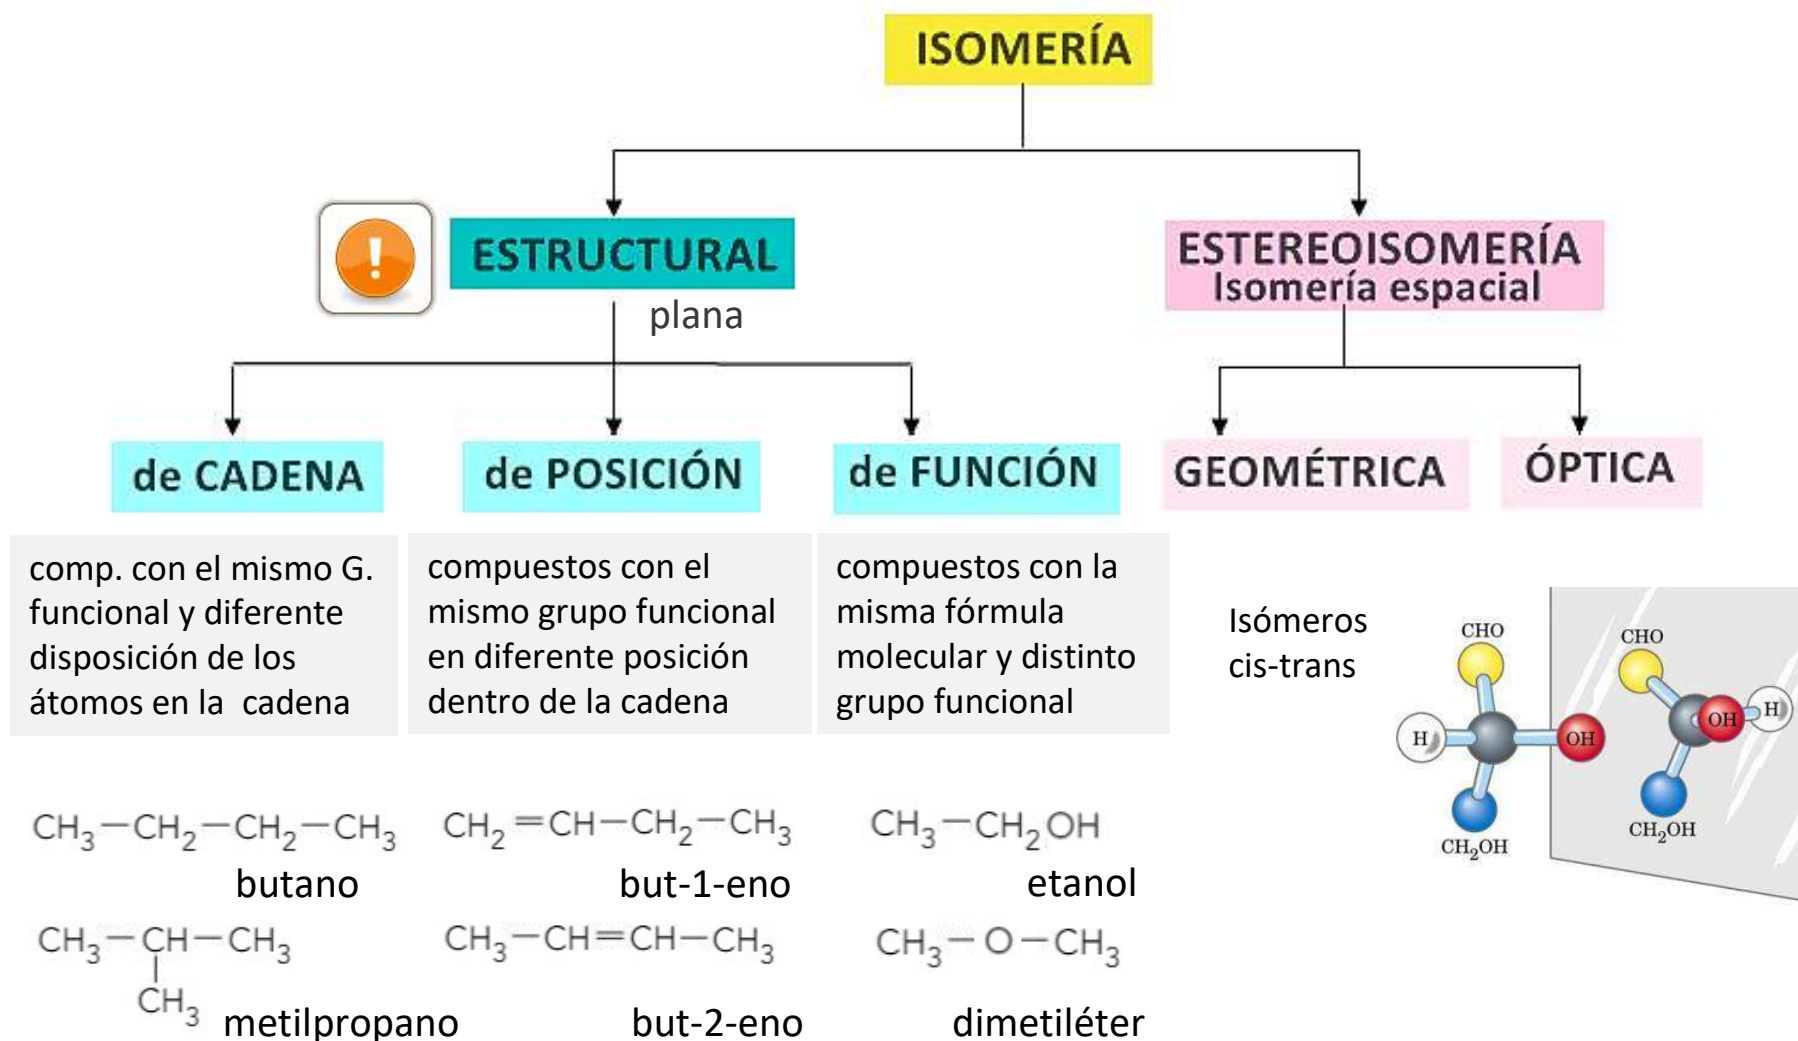 ISOMERÍA
!
ESTRUCTURAL
plana
ESTEREOISOMERÍA
Isomería espacial
de CADENA
de POSICIÓN
de FUNCIÓN
GEOMÉTRICA
ÓPTICA
comp. con el mismo G.
funcional y diferente
disposición de los
átomos en la cadena
compuestos con el
mismo grupo funcional
en diferente posición
dentro de la cadena
compuestos con la
misma fórmula
molecular y distinto
grupo funcional
Isómeros
cis-trans
CHO
H
OH
CH₂OH
CHO
OH
H
CH₂OH
CH₃—CH₂—CH₂—CH₃
butano
CH₂=CH—CH₂—CH₃
but-1-eno
CH₃—CH₂OH
etanol
CH₃—CH—CH₃
CH₃
metilpropano
CH₃—CH=CH—CH₃
but-2-eno
CH₃—O—CH₃
dimetiléter